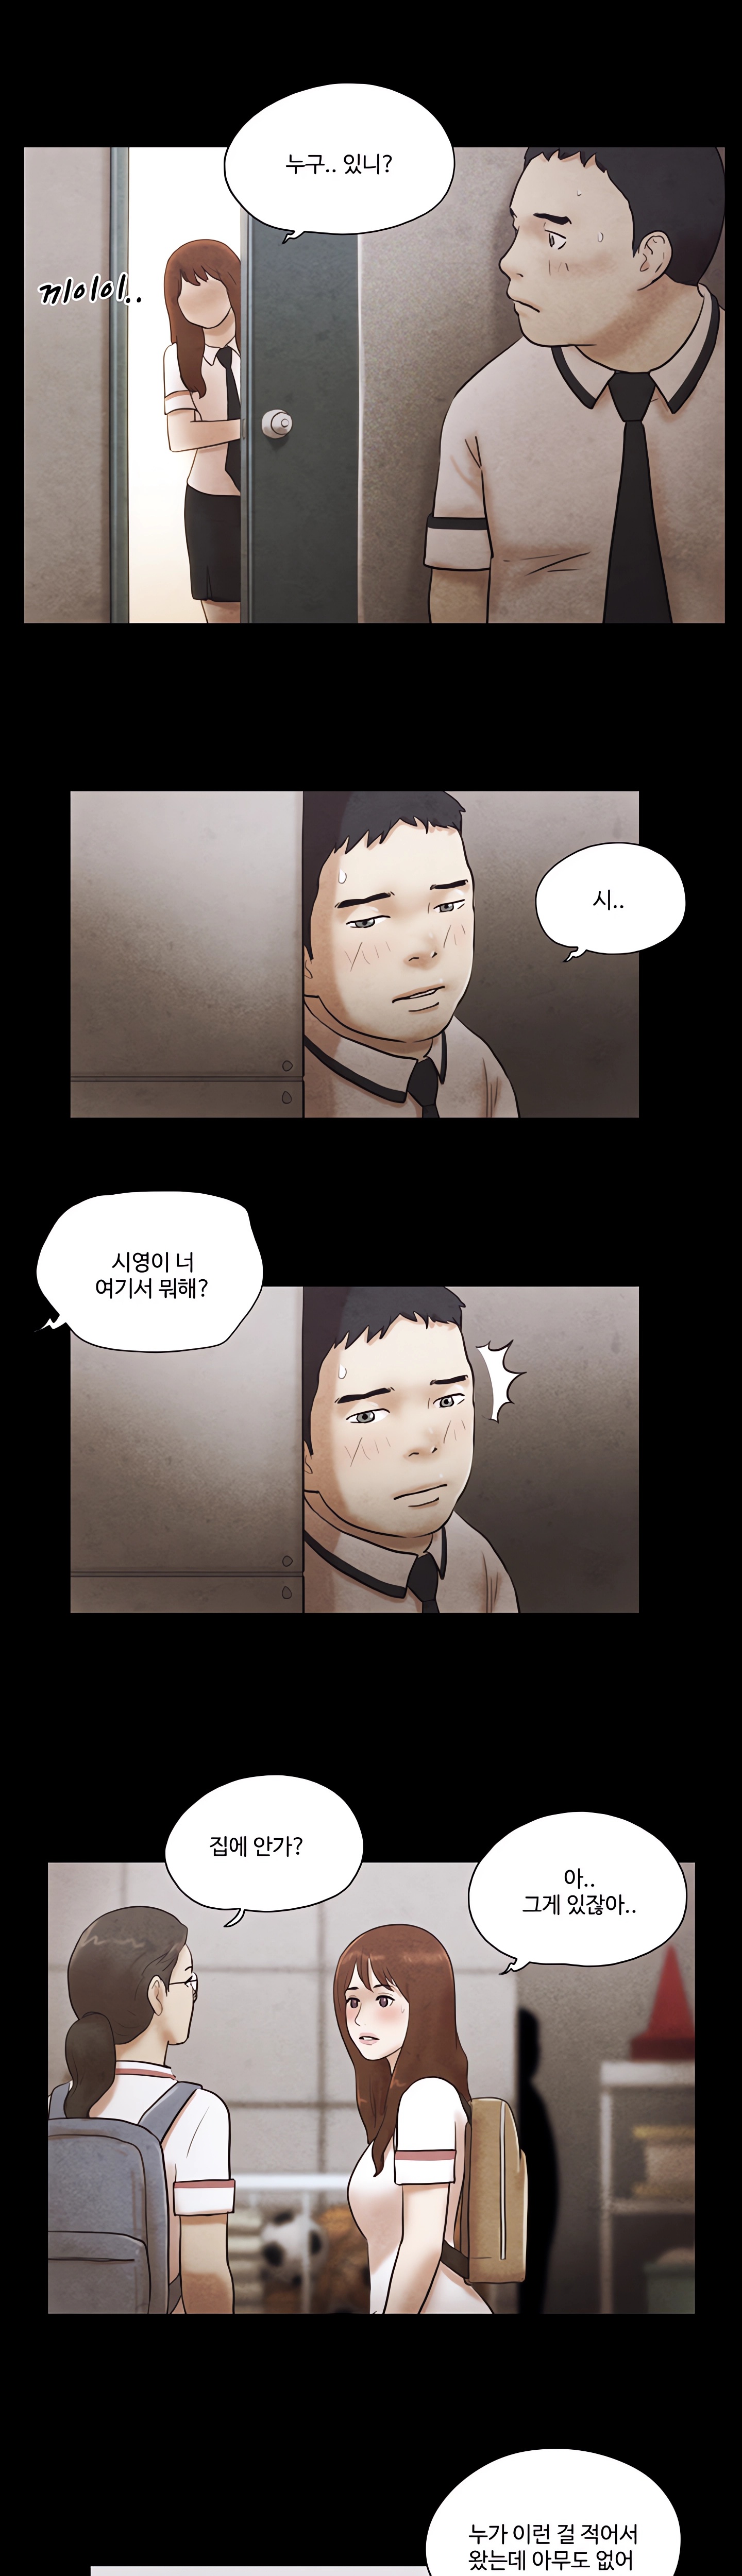 누구.. 있니?
끼이이이..
시..
시영이 너
여기서 뭐해?
집에 안가?
아..
그게 있잖아..
누가 이런 걸 적어서
왔는데 아무도 없어